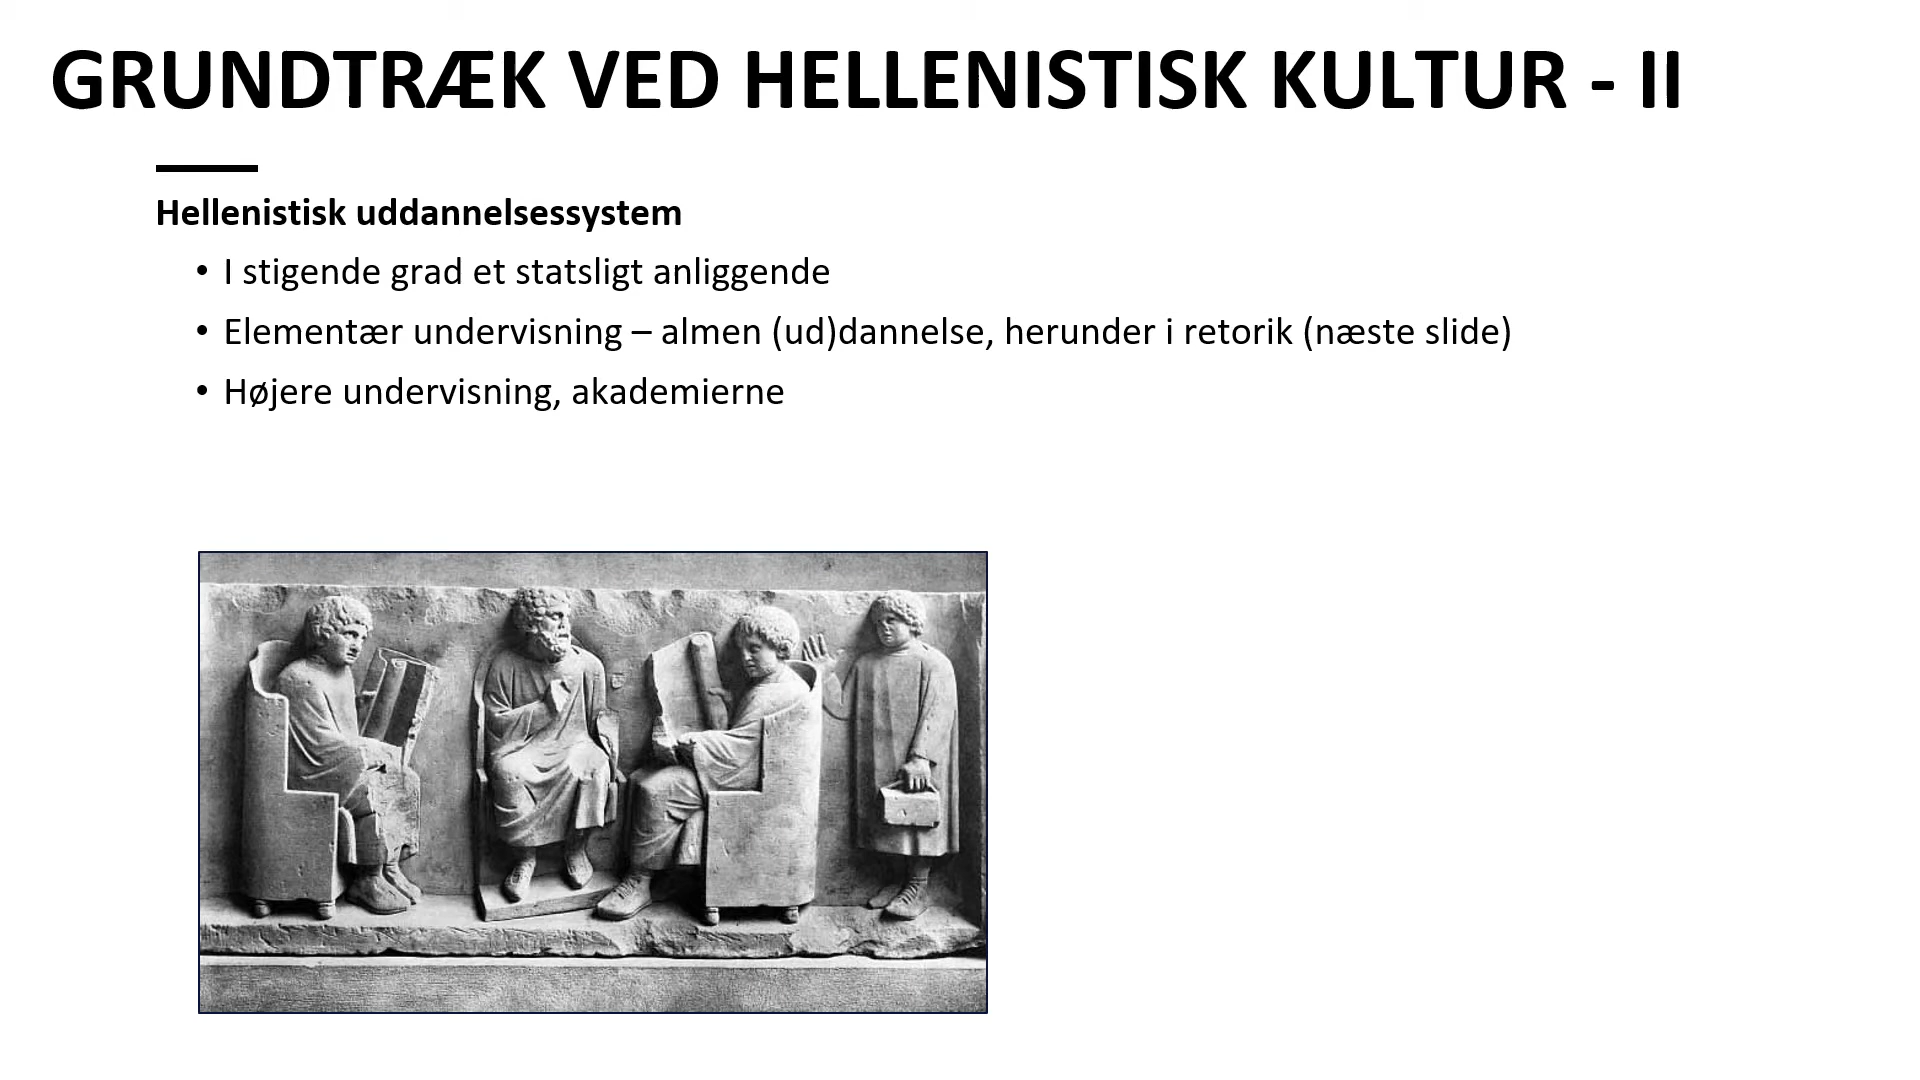 GRUNDTRÆK VED HELLENISTISK KULTUR - II
Hellenistisk uddannelsessystem
• I stigende grad et statsligt anliggende
• Elementær undervisning – almen (ud)dannelse, herunder i retorik (næste slide)
• Højere undervisning, akademierne